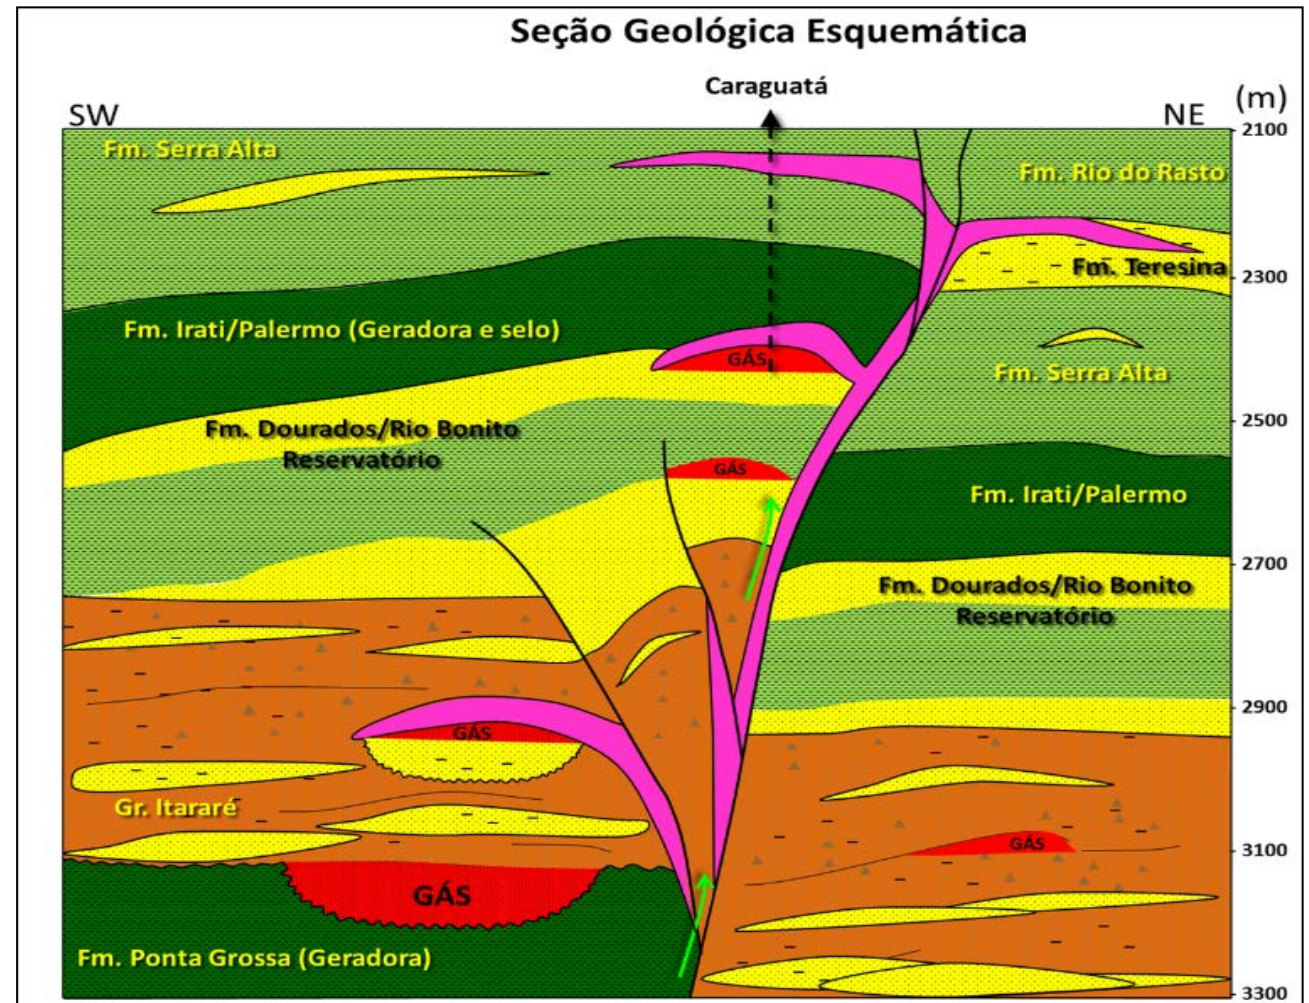 Seção Geológica Esquemática
Caraguatá
SW
NE
(m)
2100
Fm. Serra Alta
Fm. Rio do Rasto
Fm. Teresina
2300
Fm. Irati/Palermo (Geradora e selo)
GÁS
Fm. Serra Alta
2500
Fm. Dourados/Rio Bonito
Reservatório
GÁS
Fm. Irati/Palermo
2700
Fm. Dourados/Rio Bonito
Reservatório
2900
GÁS
Gr. Itararé
GÁS
3100
GÁS
Fm. Ponta Grossa (Geradora)
3300